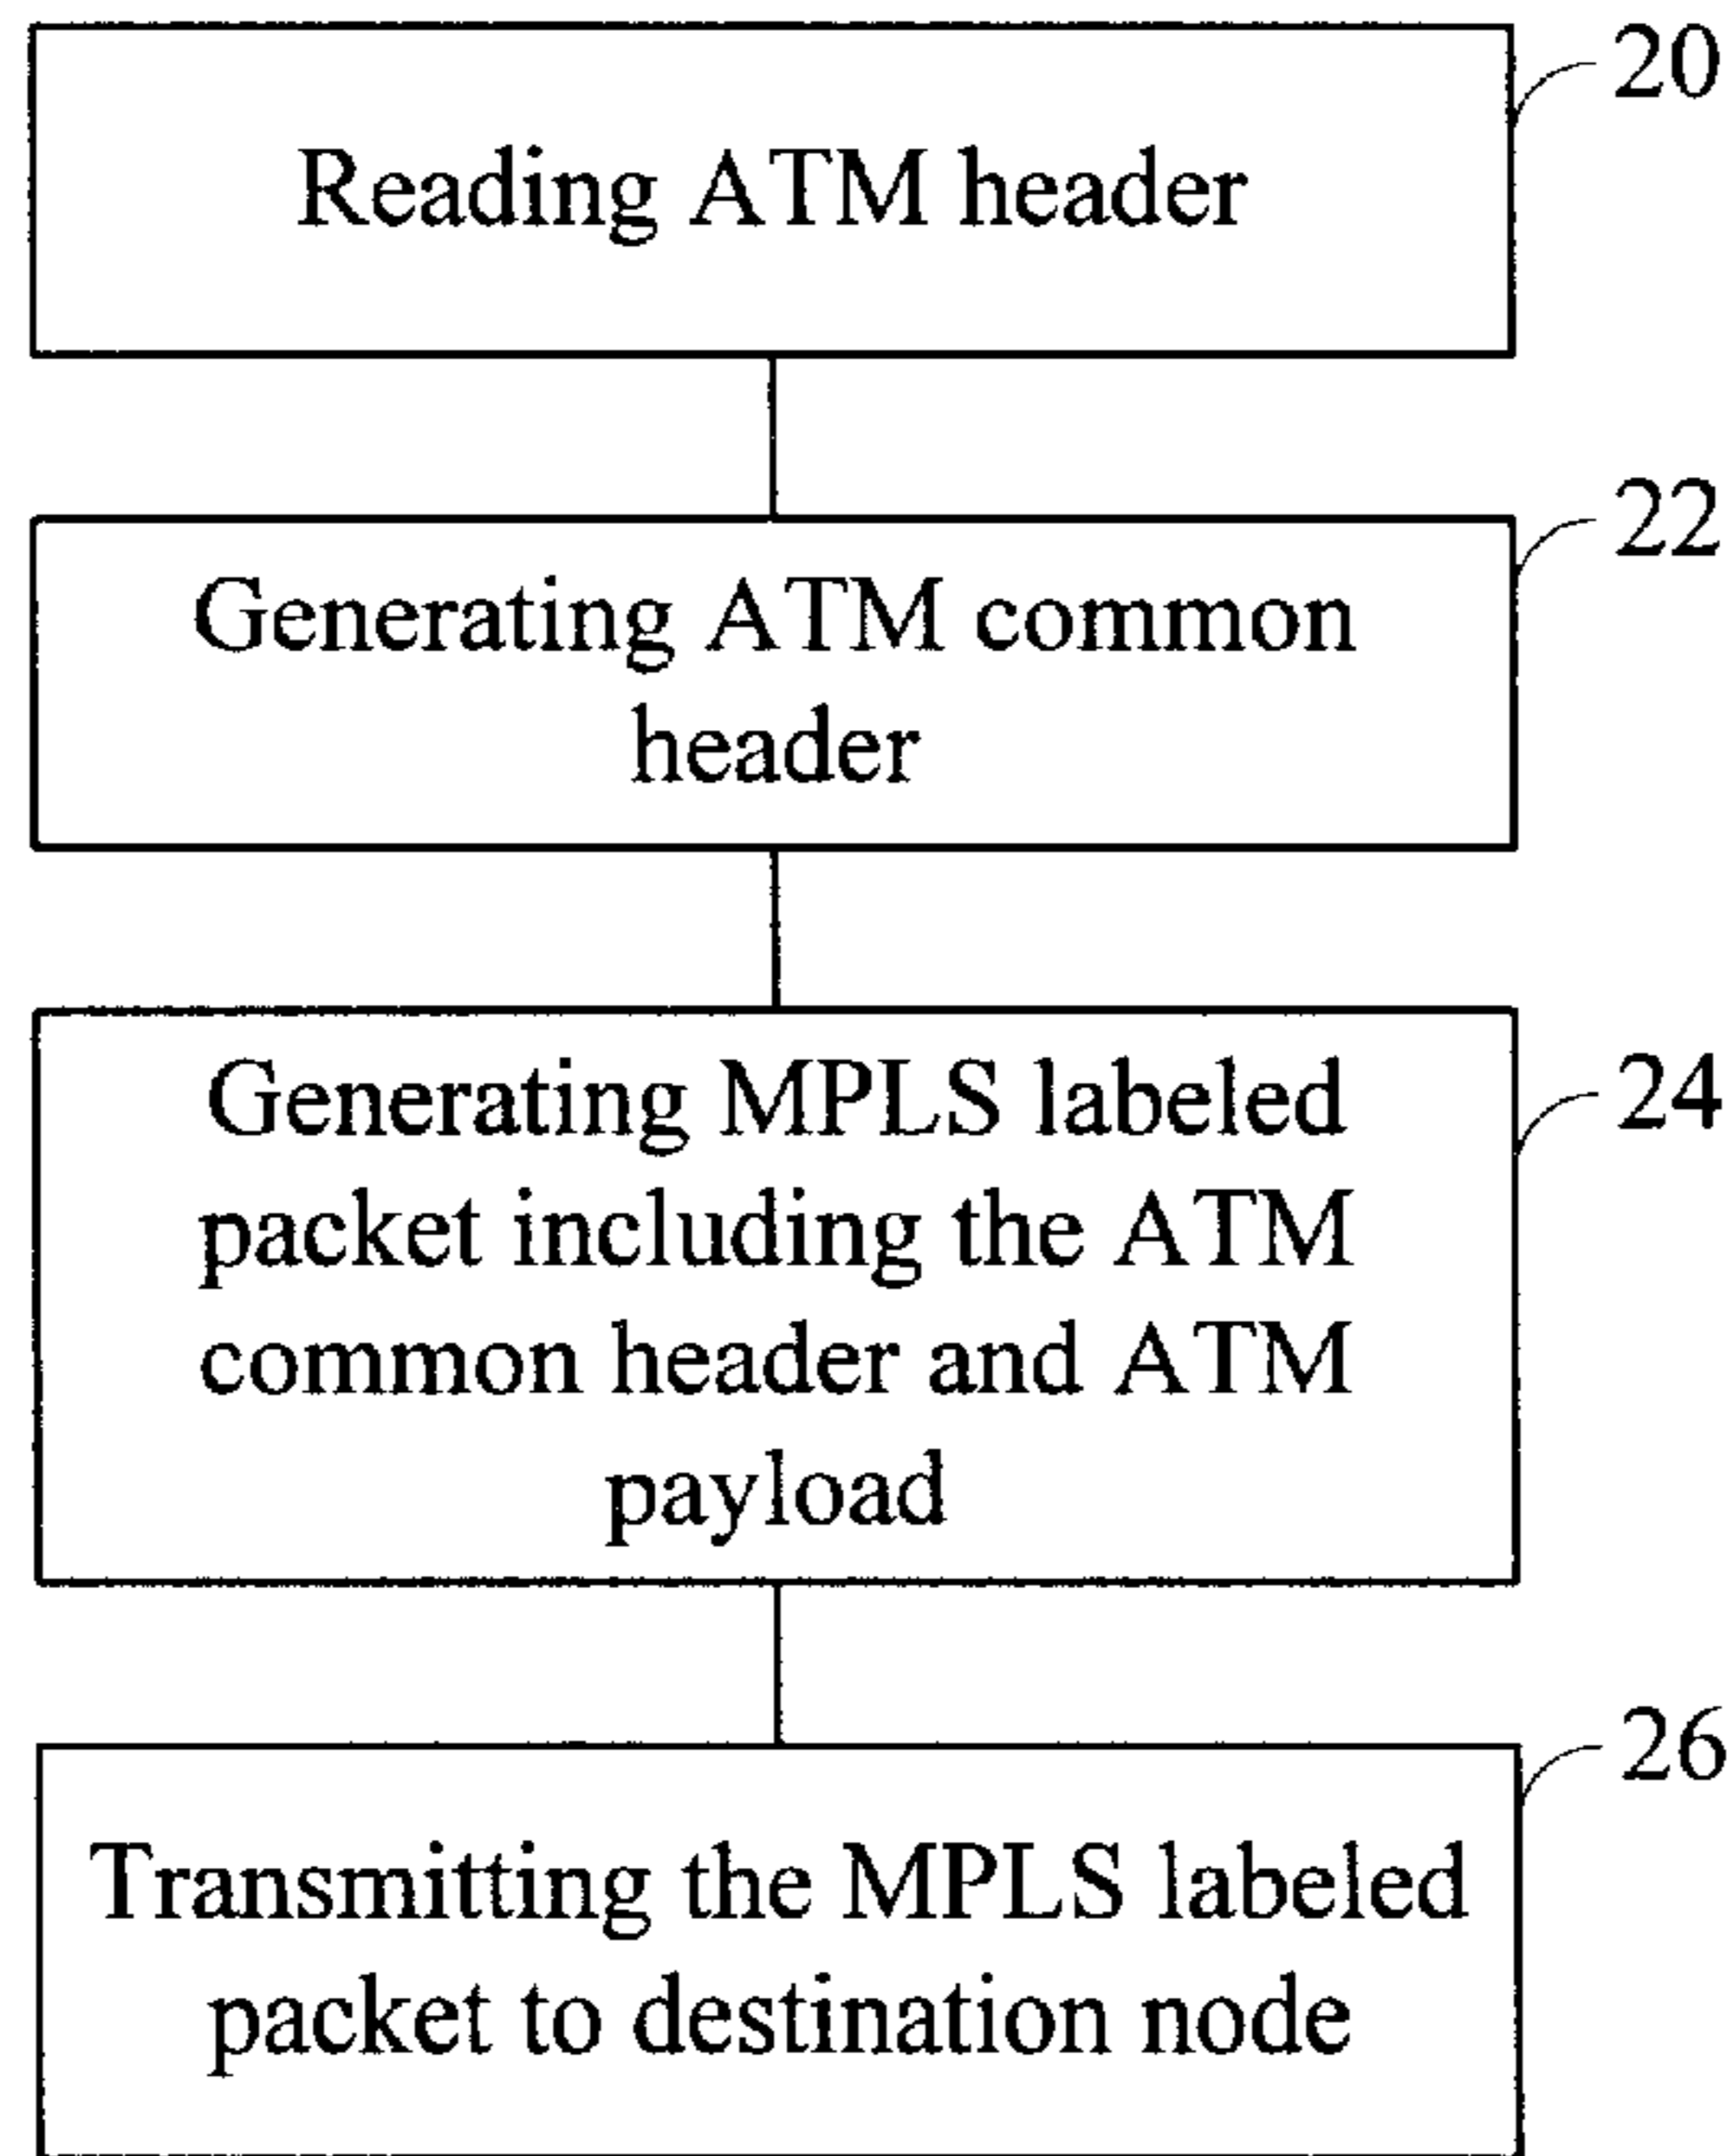 20
Reading ATM header
22
Generating ATM common
header
24
Generating MPLS labeled
packet including the ATM
common header and ATM
payload
26
Transmitting the MPLS labeled
packet to destination node